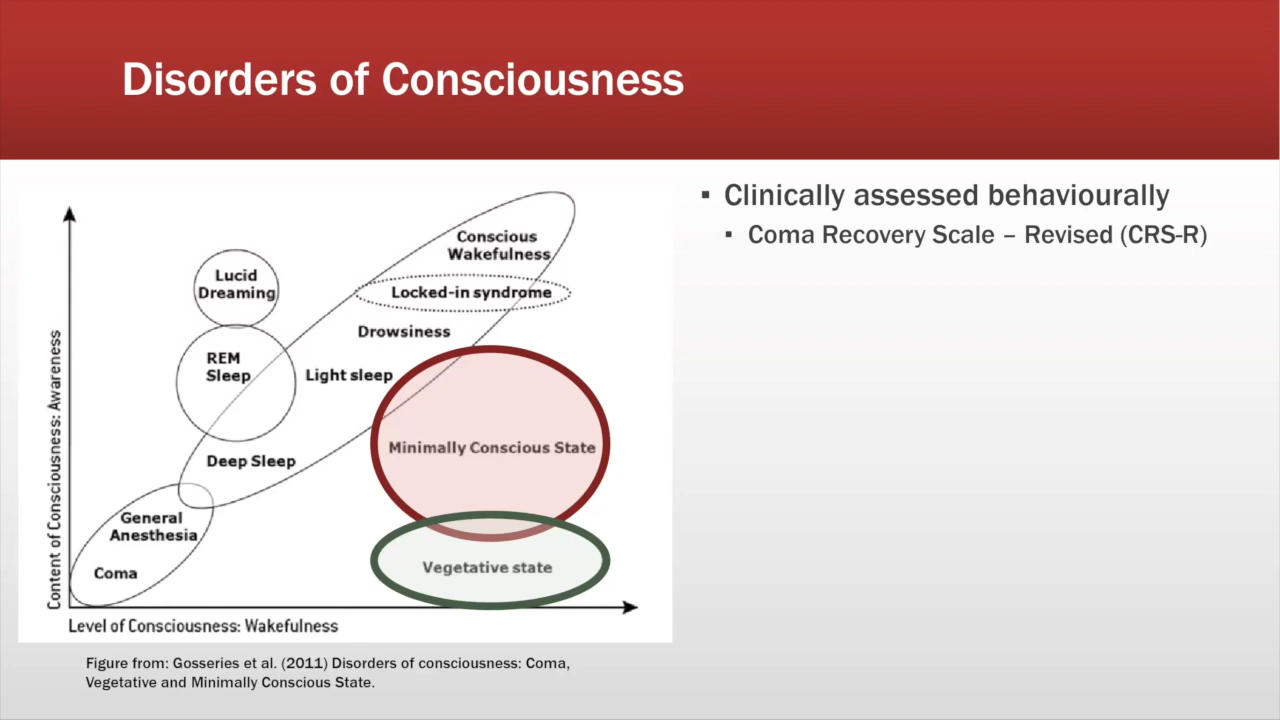 Disorders of Consciousness
▪ Clinically assessed behaviourally
▪ Coma Recovery Scale – Revised (CRS-R)
Content of Consciousness: Awareness
Conscious
Wakefulness
Lucid
Dreaming
Locked-in syndrome
Drowsiness
REM
Sleep
Light sleep
Minimally Conscious State
Deep Sleep
General
Anesthesia
Coma
Vegetative state
Level of Consciousness: Wakefulness
Figure from: Gosseries et al. (2011) Disorders of consciousness: Coma,
Vegetative and Minimally Conscious State.